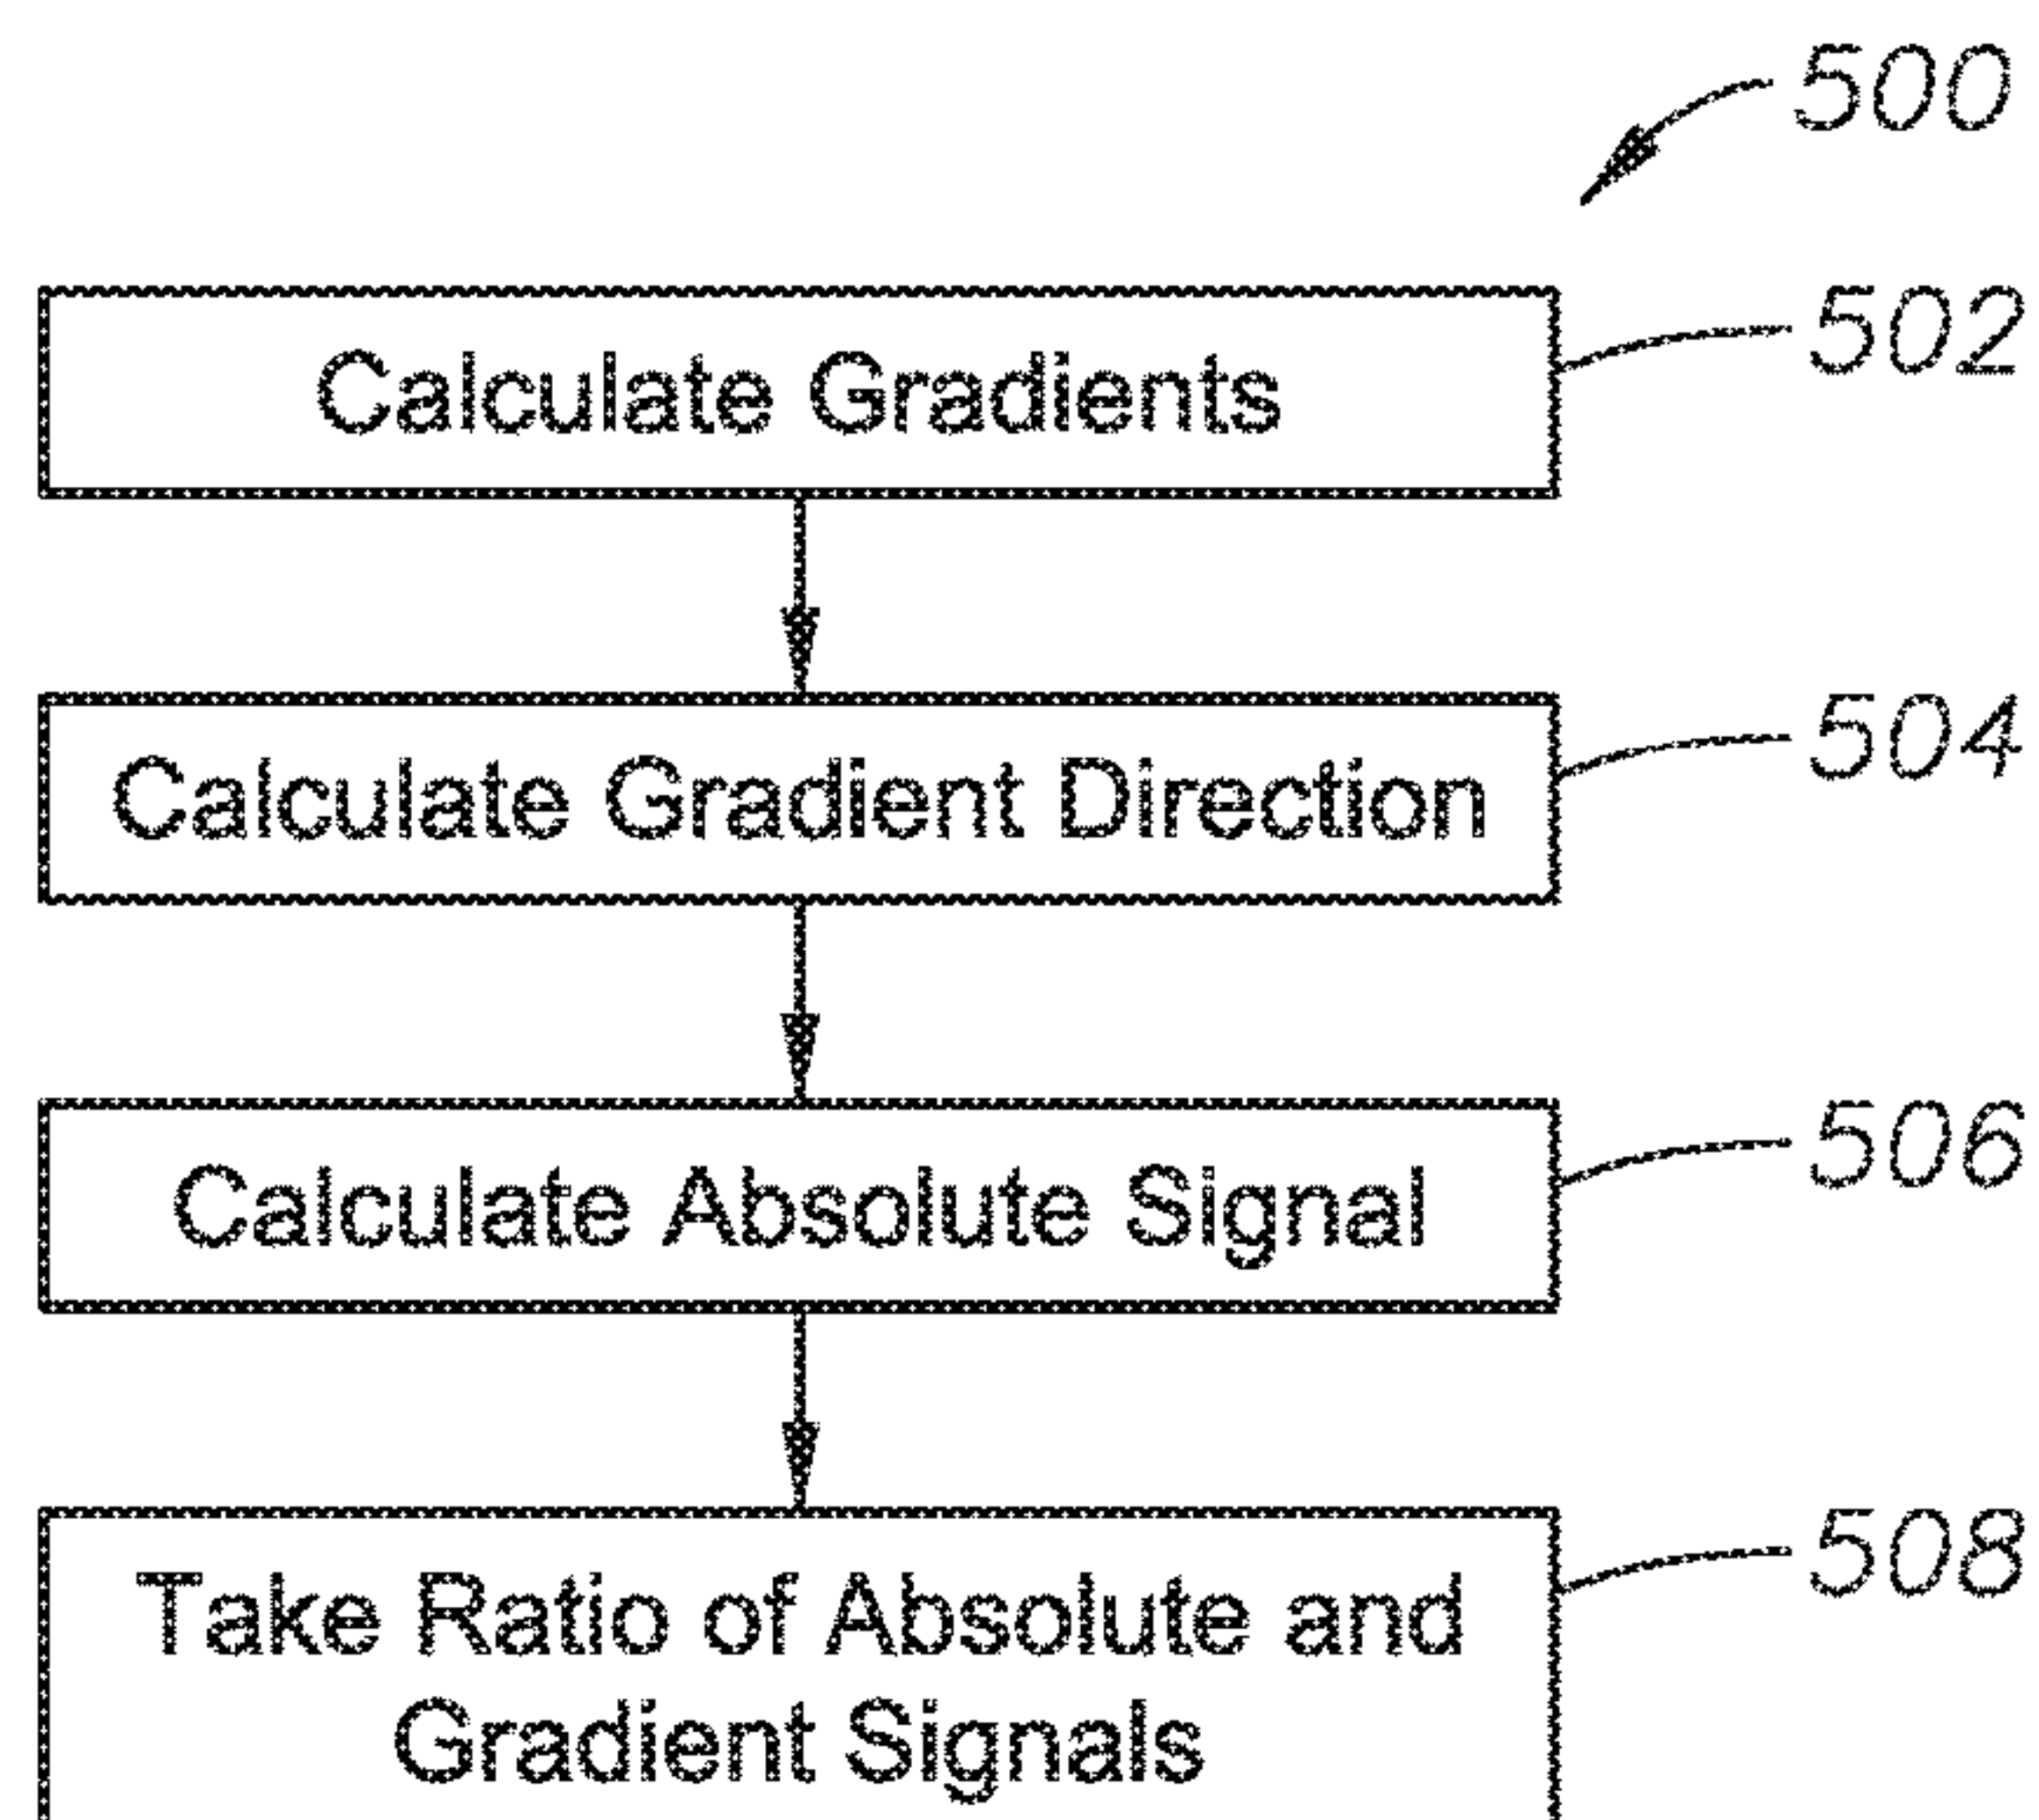 500
Calculate Gradients
502
Calculate Gradient Direction
504
Calculate Absolute Signal
506
Take Ratio of Absolute and
Gradient Signals
508